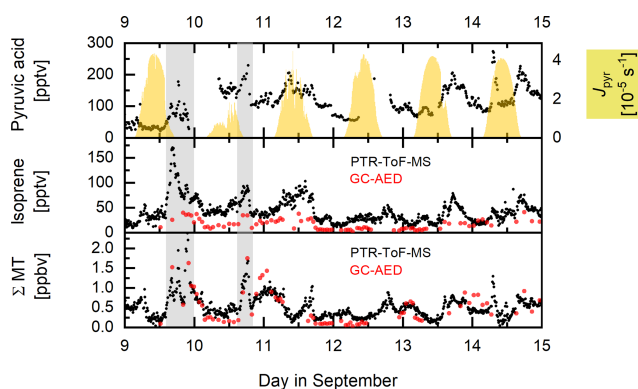 9 10 11 12 13 14 15
Pyruvic acid
[pptv]
300
200
100
0
4
2
0
J pyr
[10⁻⁵ s⁻¹]
Isoprene
[pptv]
150
100
50
0
PTR-ToF-MS
GC-AED
Σ MT
[ppbv]
2.0
1.5
1.0
0.5
0.0
PTR-ToF-MS
GC-AED
9 10 11 12 13 14 15
Day in September